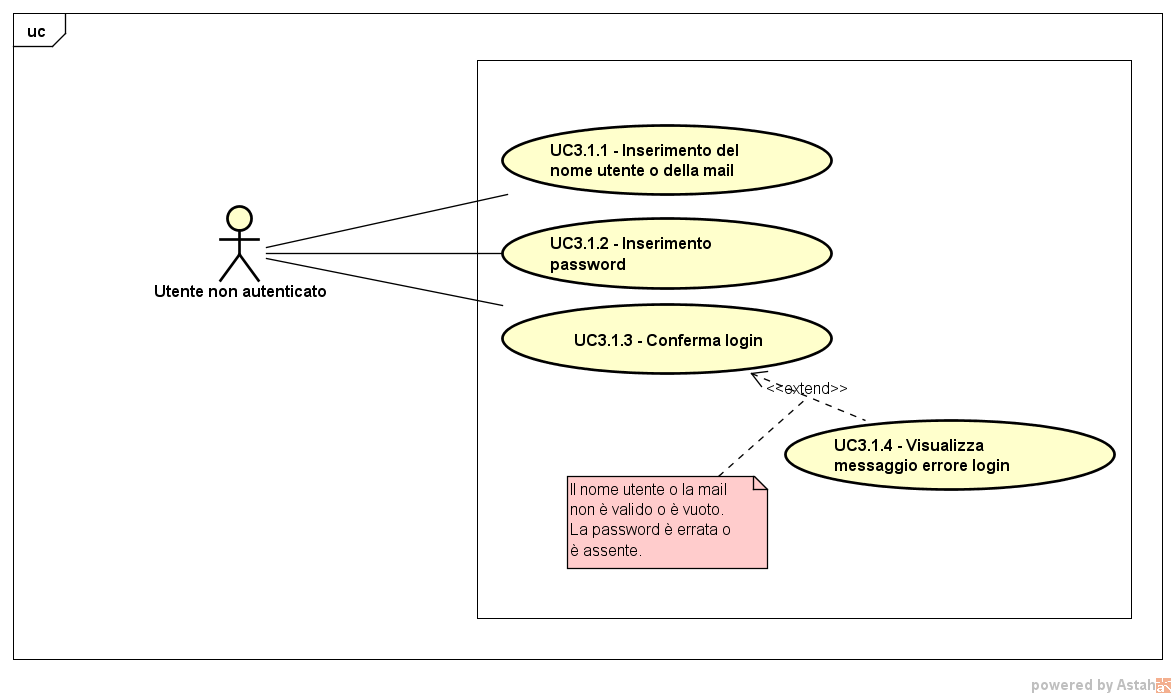 uc
UC3.1.1 - Inserimento del
nome utente o della mail
UC3.1.2 - Inserimento
password
Utente non autenticato
UC3.1.3 - Conferma login
<<extend>>
UC3.1.4 - Visualizza
messaggio errore login
Il nome utente o la mail
non è valido o è vuoto.
La password è errata o
è assente.
powered by Astah